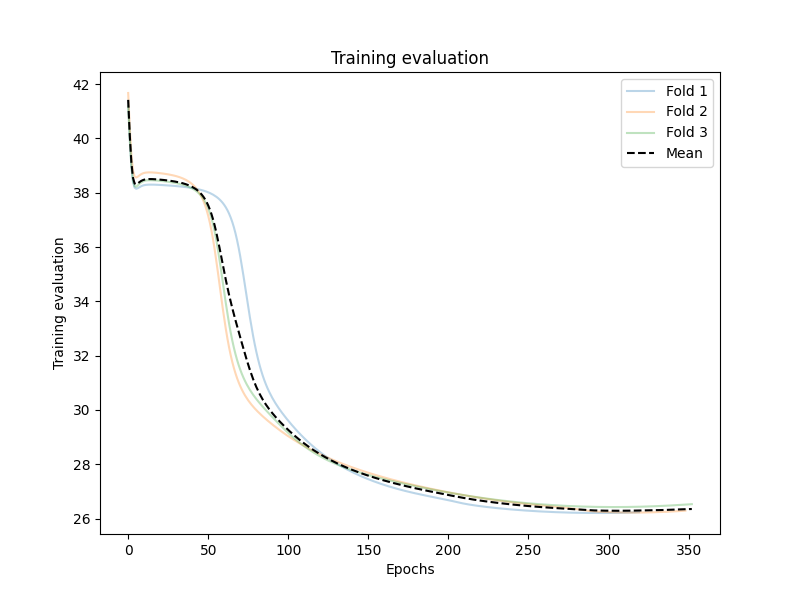 Training evaluation
Fold 1
Fold 2
Fold 3
Mean
Training evaluation
42
40
38
36
34
32
30
28
26
0 50 100 150 200 250 300 350
Epochs